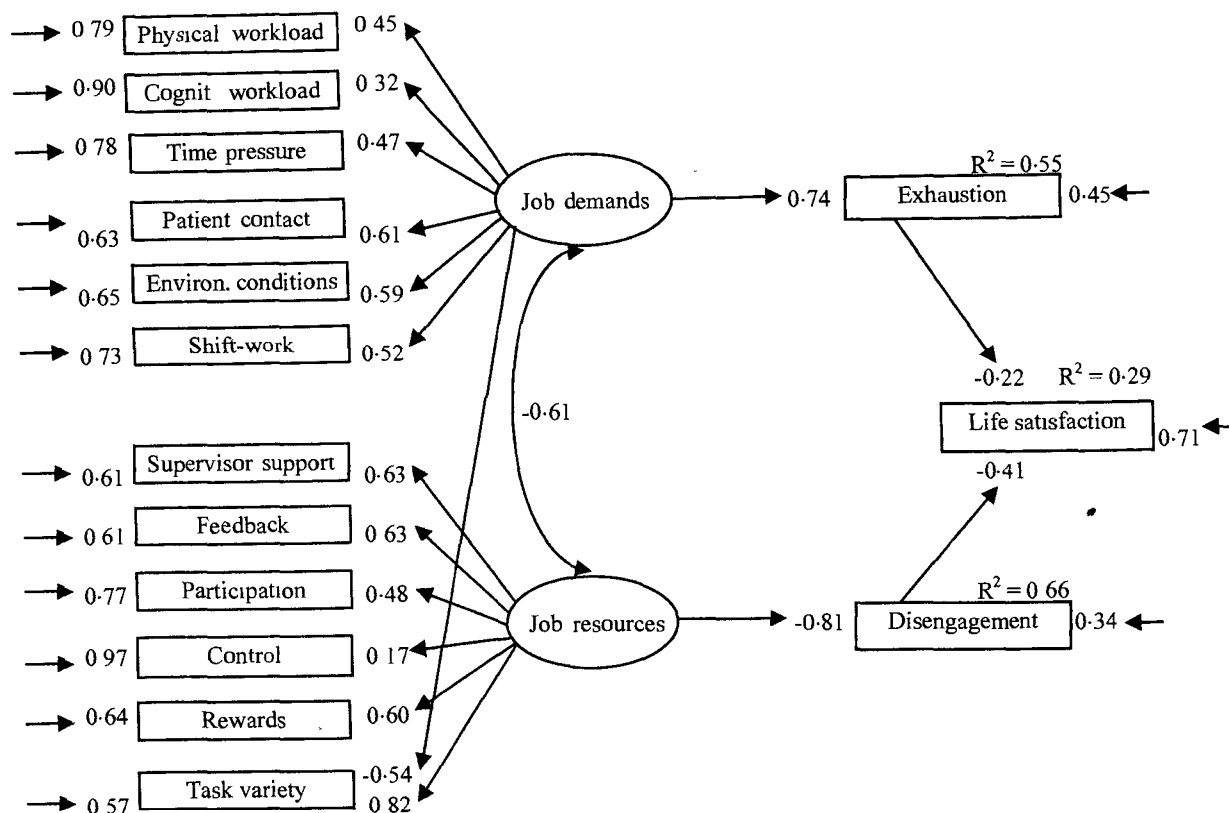 0 79 Physical workload 0 45
0·90 Cognit workload 0 32
0 78 Time pressure 0·47
0·63 Patient contact 0·61
0·65 Environ. conditions 0·59
0 73 Shift-work 0·52
Job demands
0·74 Exhaustion 0·45
R² = 0·55
-0·61
-0·22 R² = 0·29
Life satisfaction 0·71
-0·41
0·61 Supervisor support 0·63
0 61 Feedback 0 63
0·77 Participation 0·48
0 97 Control 0 17
0·64 Rewards 0·60
0 57 Task variety -0·54
0 82
Job resources
R² = 0 66
-0·81 Disengagement 0·34